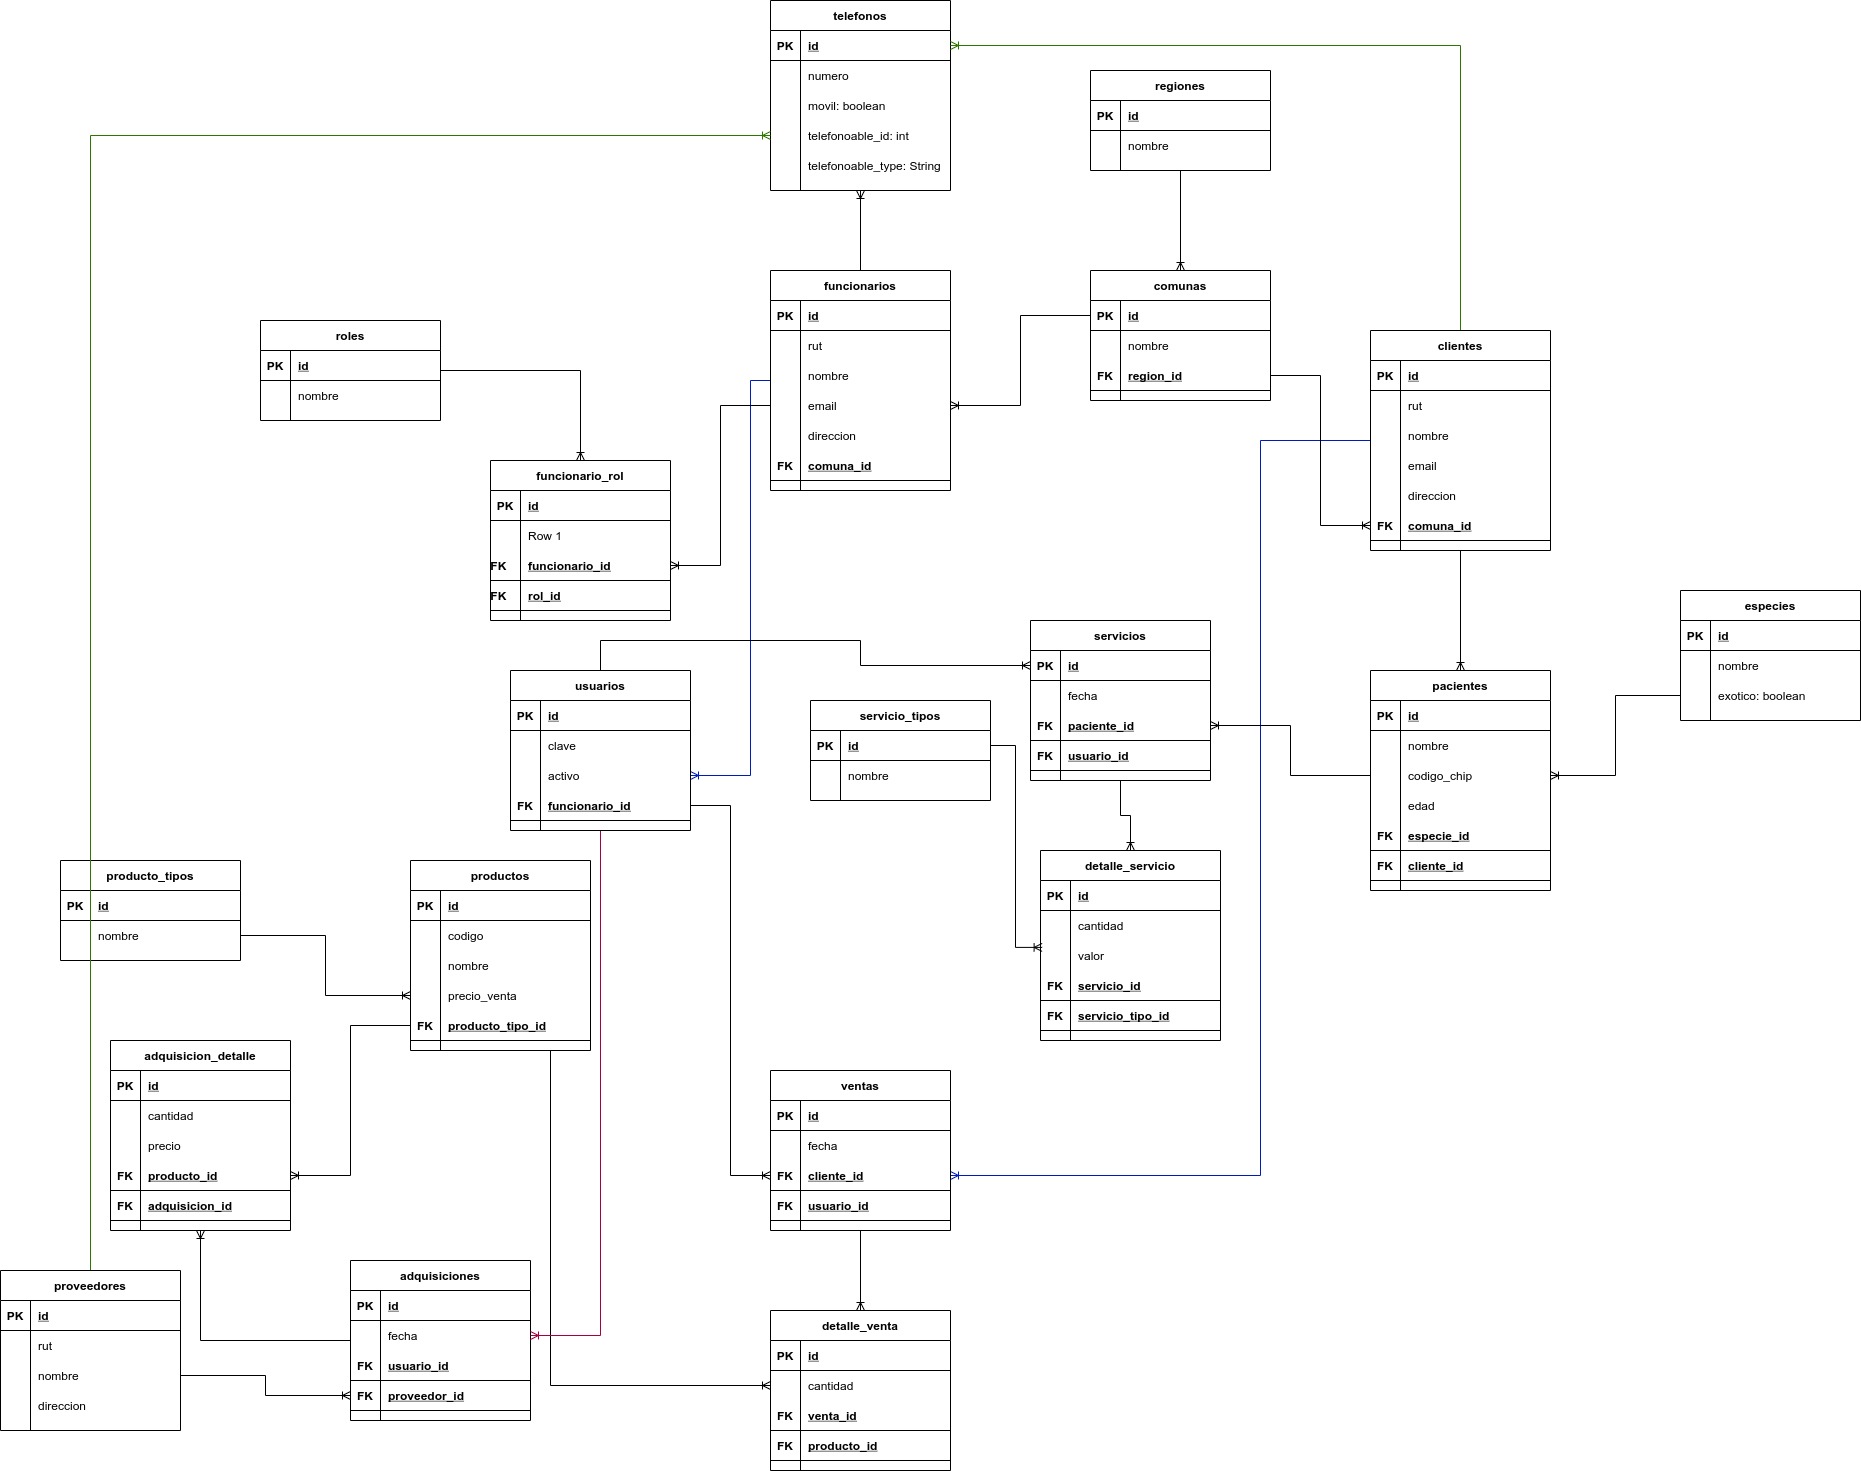 telefonos
PK id
numero
movil: boolean
telefonoable_id: int
telefonoable_type: String
regiones
PK id
nombre
funcionarios
PK id
rut
nombre
email
direccion
FK comuna_id
comunas
PK id
nombre
FK region_id
roles
PK id
nombre
clientes
PK id
rut
nombre
email
direccion
FK comuna_id
funcionario_rol
PK id
Row 1
FK funcionario_id
FK rol_id
especies
PK id
nombre
exotico: boolean
servicios
PK id
fecha
FK paciente_id
FK usuario_id
usuarios
PK id
clave
activo
FK funcionario_id
servicio_tipos
PK id
nombre
pacientes
PK id
nombre
codigo_chip
edad
FK especie_id
FK cliente_id
detalle_servicio
PK id
cantidad
valor
FK servicio_id
FK servicio_tipo_id
producto_tipos
PK id
nombre
productos
PK id
codigo
nombre
precio_venta
FK producto_tipo_id
adquisicion_detalle
PK id
cantidad
precio
FK producto_id
FK adquisicion_id
ventas
PK id
fecha
FK cliente_id
FK usuario_id
proveedores
PK id
rut
nombre
direccion
adquisiciones
PK id
fecha
FK usuario_id
FK proveedor_id
detalle_venta
PK id
cantidad
FK venta_id
FK producto_id